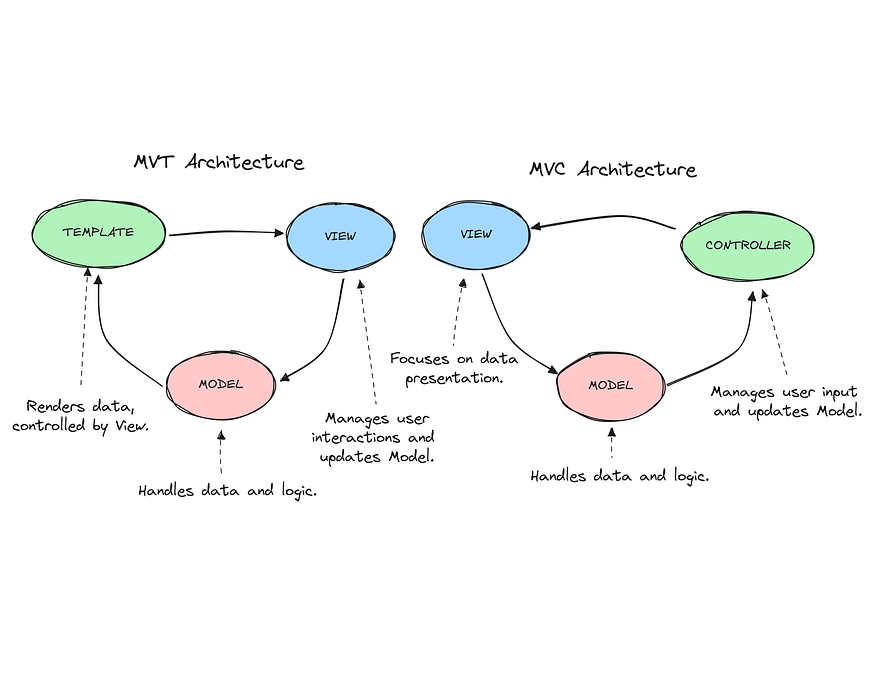 MVT Architecture
TEMPLATE
VIEW
MODEL
Renders data,
controlled by View.
Manages user
interactions and
updates Model.
Handles data and logic.
MVC Architecture
VIEW
CONTROLLER
MODEL
Focuses on data
presentation.
Manages user input
and updates Model.
Handles data and logic.